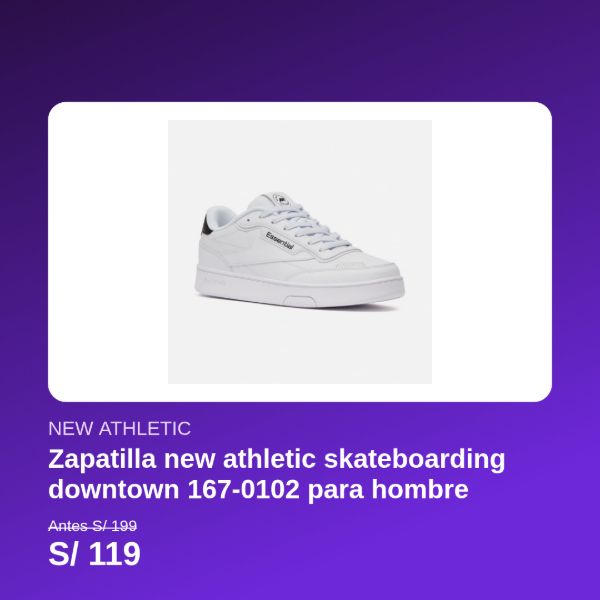 Essential
NEW ATHLETIC
Zapatilla new athletic skateboarding
downtown 167-0102 para hombre
Antes S/ 199
S/ 119